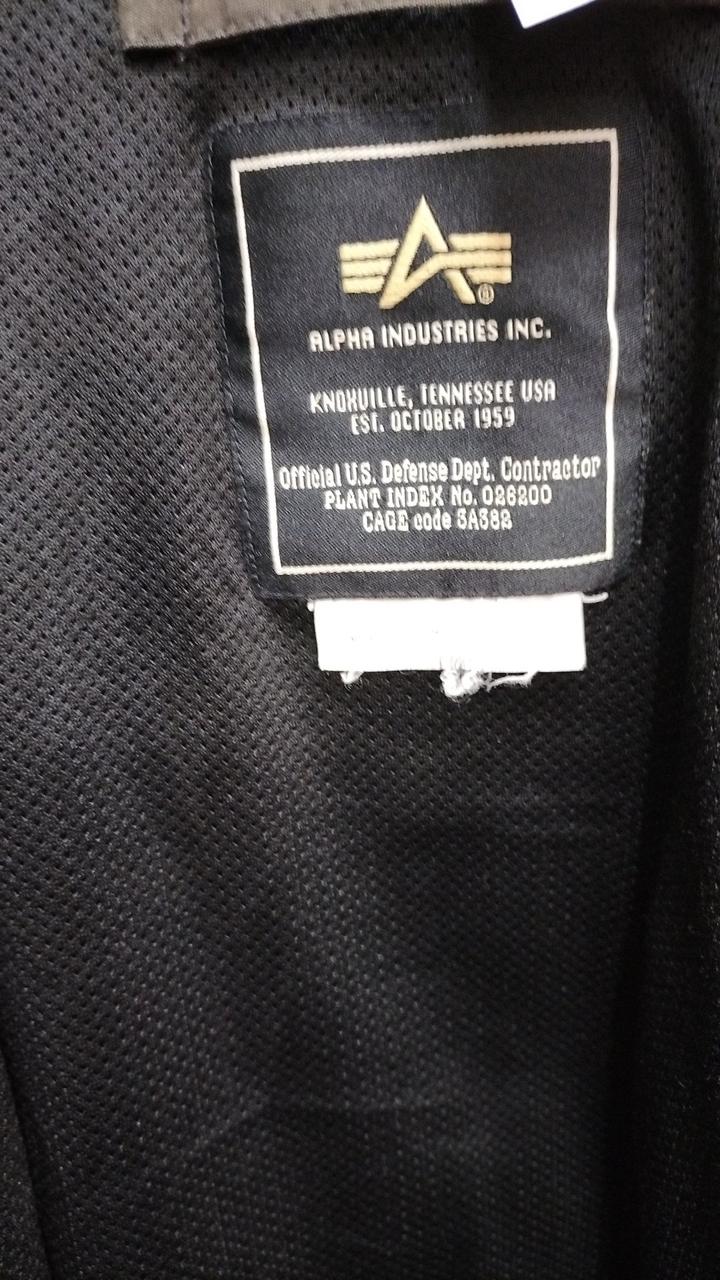 ALPHA INDUSTRIES INC.
KNOXVILLE, TENNESSEE USA
EST. OCTOBER 1959
Official U.S. Defense Dept. Contractor
PLANT INDEX No. 026200
CAGE code 3A382